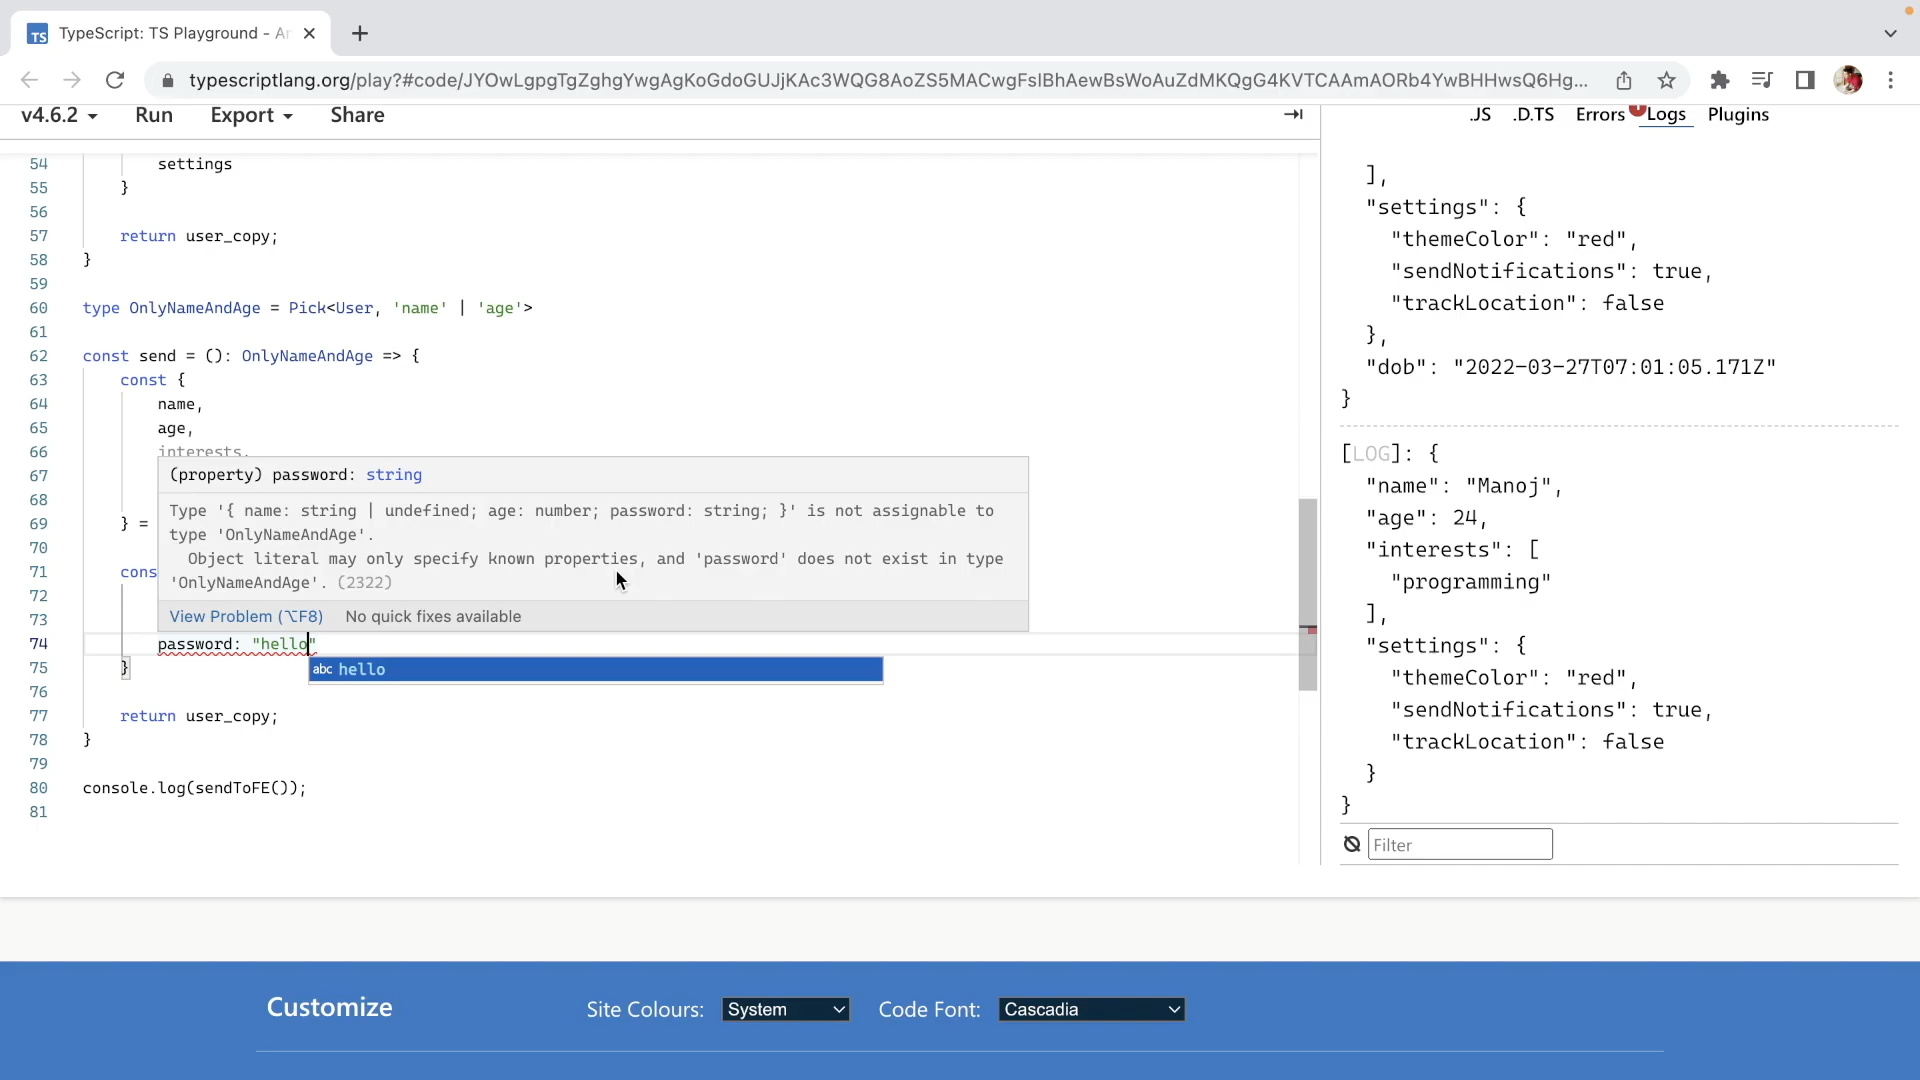 TS TypeScript: TS Playground - Ar
typescriptlang.org/play?#code/JYOwLgpgTgZghgYwgAgKoGdoGUJjKAc3WQG8AoZS5MACwgFsIBhAewBsWoAuZdMKQgG4KVTCAAmAORb4YwBHHwsQ6Hg...
v4.6.2 Run Export Share
.JS .D.TS Errors Logs Plugins
54 settings
55 }
56
57 return user_copy;
58 }
59
60 type OnlyNameAndAge = Pick<User, 'name' | 'age'>
61
62 const send = (): OnlyNameAndAge => {
63 const {
64 name,
65 age,
66 interests,
67
68
69 } =
70
71 cons
72
73
(property) password: string
Type '{ name: string | undefined; age: number; password: string; }' is not assignable to
type 'OnlyNameAndAge'.
Object literal may only specify known properties, and 'password' does not exist in type
'OnlyNameAndAge'. (2322)
View Problem (⌥F8) No quick fixes available
74 password: "hello"
abc hello
75 }
76
77 return user_copy;
78 }
79
80 console.log(sendToFE());
81
],
"settings": {
"themeColor": "red",
"sendNotifications": true,
"trackLocation": false
},
"dob": "2022-03-27T07:01:05.171Z"
}
[LOG]: {
"name": "Manoj",
"age": 24,
"interests": [
"programming"
],
"settings": {
"themeColor": "red",
"sendNotifications": true,
"trackLocation": false
}
}
Filter
Customize Site Colours: System Code Font: Cascadia